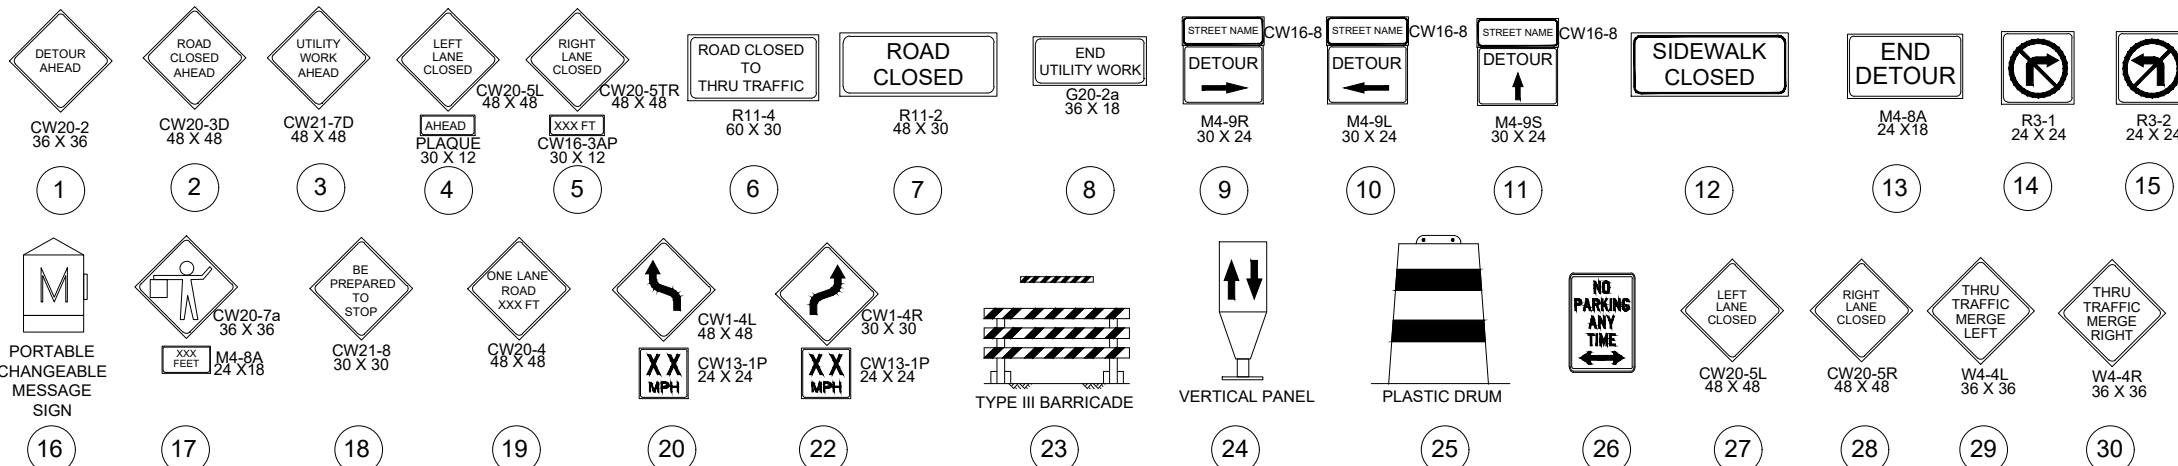 DETOUR
AHEAD
CW20-2
36 X 36
1
ROAD
CLOSED
AHEAD
CW20-3D
48 X 48
2
UTILITY
WORK
AHEAD
CW21-7D
48 X 48
3
LEFT
LANE
CLOSED
CW20-5L
48 X 48
AHEAD
PLAQUE
30 X 12
4
RIGHT
LANE
CLOSED
CW20-5TR
48 X 48
XXX FT
CW16-3AP
30 X 12
5
ROAD CLOSED
TO
THRU TRAFFIC
R11-4
60 X 30
6
ROAD
CLOSED
R11-2
48 X 30
7
END
UTILITY WORK
G20-2a
36 X 18
8
STREET NAME CW16-8
DETOUR
M4-9R
30 X 24
9
STREET NAME CW16-8
DETOUR
M4-9L
30 X 24
10
STREET NAME CW16-8
DETOUR
M4-9S
30 X 24
11
SIDEWALK
CLOSED
12
END
DETOUR
M4-8A
24 X18
13
R3-1
24 X 24
14
R3-2
24 X 24
15
M
PORTABLE
CHANGEABLE
MESSAGE
SIGN
16
CW20-7a
36 X 36
XXX
FEET
M4-8A
24 X18
17
BE
PREPARED
TO
STOP
CW21-8
30 X 30
18
ONE LANE
ROAD
XXX FT
CW20-4
48 X 48
19
CW1-4L
48 X 48
XX
MPH
CW13-1P
24 X 24
20
CW1-4R
30 X 30
XX
MPH
CW13-1P
24 X 24
22
TYPE III BARRICADE
23
VERTICAL PANEL
24
PLASTIC DRUM
25
NO
PARKING
ANY
TIME
26
LEFT
LANE
CLOSED
CW20-5L
48 X 48
27
RIGHT
LANE
CLOSED
CW20-5R
48 X 48
28
THRU
TRAFFIC
MERGE
LEFT
W4-4L
36 X 36
29
THRU
TRAFFIC
MERGE
RIGHT
W4-4R
36 X 36
30